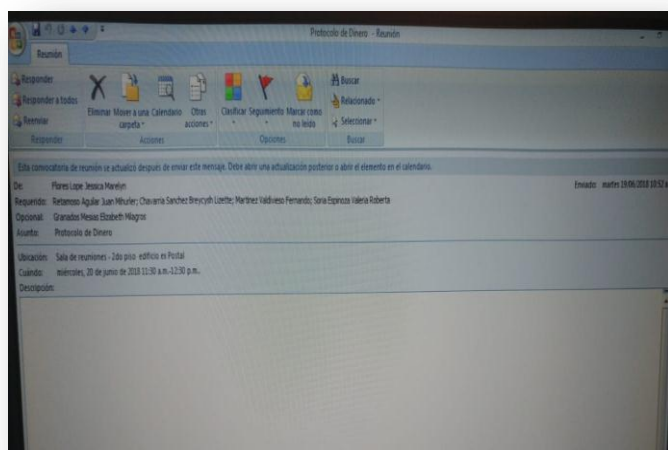 Protocolo de Dinero - Reunión
Reunión
Responder
Responder a todos
Reenviar
Responder
Eliminar Mover a una carpeta Calendario Otras acciones
Acciones
Clasificar Seguimiento Marcar como no leído
Opciones
Buscar
Relacionado
Seleccionar
Buscar
Esta convocatoria de reunión se actualizó después de enviar este mensaje. Debe abrir una actualización posterior o abrir el elemento en el calendario.
De: Flores Lope Jessica Marelyn Enviado: martes 19/06/2018 10:52 a
Requerido: Retamoso Aguilar Juan Mihurler; Chavarria Sanchez Breycysh Lizette; Martinez Valdivieso Fernando; Soria Espinoza Valeria Roberta
Opcional: Granados Mesias Elizabeth Milagros
Asunto: Protocolo de Dinero
Ubicación: Sala de reuniones - 2do piso edificio ex Postal
Cuándo: miércoles, 20 de junio de 2018 11:30 a.m.-12:30 p.m..
Descripción: